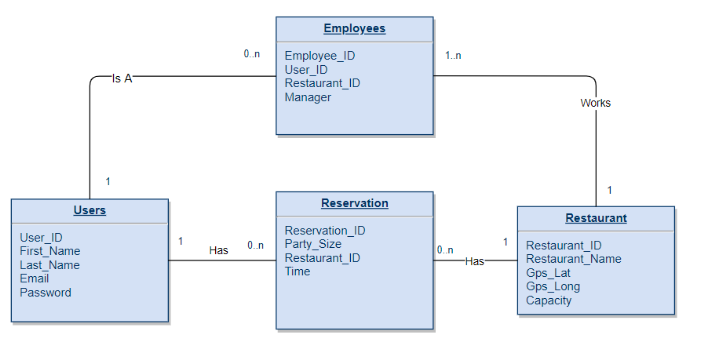 Employees
Employee_ID
User_ID
Restaurant_ID
Manager
0..n
1..n
Is A
Works
1
1
Users
User_ID
First_Name
Last_Name
Email
Password
1
Has
0..n
Reservation
Reservation_ID
Party_Size
Restaurant_ID
Time
0..n
Has
1
Restaurant
Restaurant_ID
Restaurant_Name
Gps_Lat
Gps_Long
Capacity